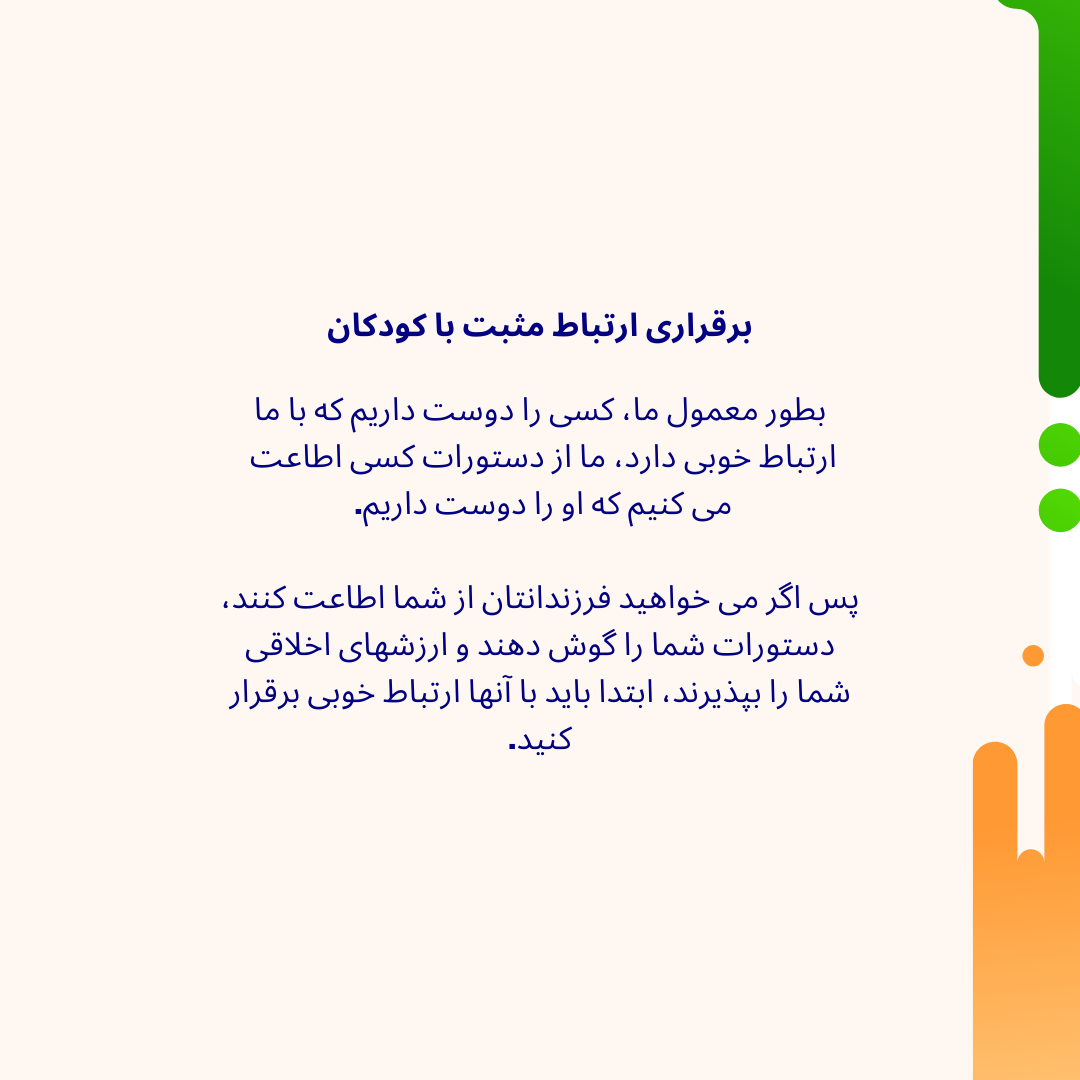 برقراری ارتباط مثبت با کودکان
بطور معمول ما، کسی را دوست داریم که با ما
ارتباط خوبی دارد، ما از دستورات کسی اطاعت
می کنیم که او را دوست داریم.
پس اگر می خواهید فرزندانتان از شما اطاعت کنند،
دستورات شما را گوش دهند و ارزشهای اخلاقی
شما را بپذیرند، ابتدا باید با آنها ارتباط خوبی برقرار
کنید.